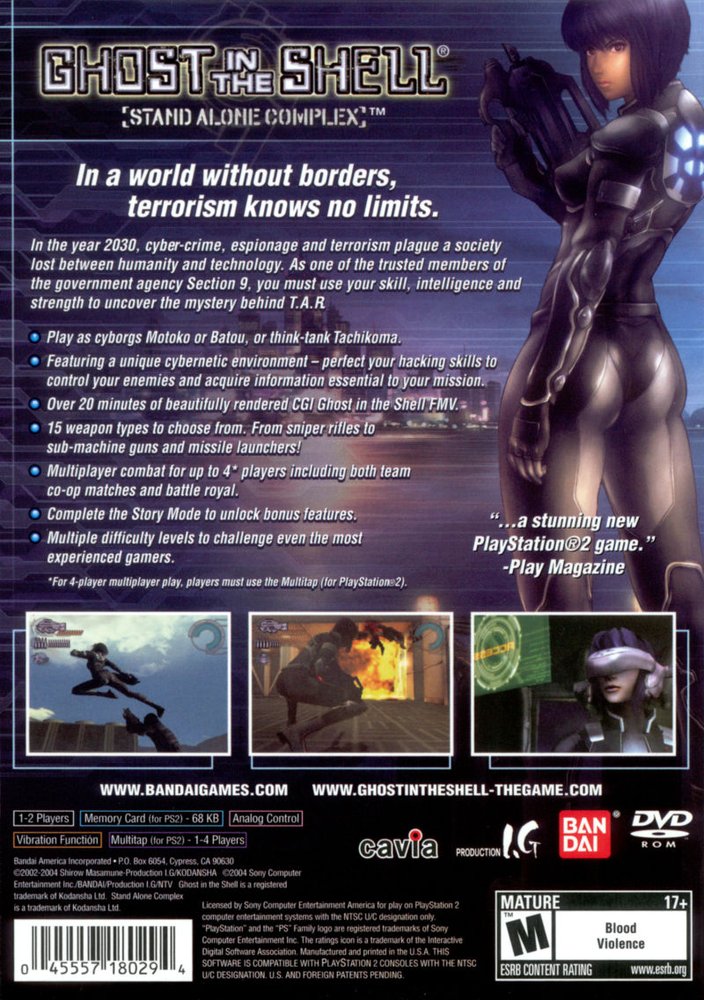 GHOST IN THE SHELL®
[STAND ALONE COMPLEX]™
In a world without borders,
terrorism knows no limits.
In the year 2030, cyber-crime, espionage and terrorism plague a society
lost between humanity and technology. As one of the trusted members of
the government agency Section 9, you must use your skill, intelligence and
strength to uncover the mystery behind T.A.R.
Play as cyborgs Motoko or Batou, or think-tank Tachikoma.
Featuring a unique cybernetic environment – perfect your hacking skills to
control your enemies and acquire information essential to your mission.
Over 20 minutes of beautifully rendered CGI Ghost in the Shell FMV.
15 weapon types to choose from. From sniper rifles to
sub-machine guns and missile launchers!
Multiplayer combat for up to 4* players including both team
co-op matches and battle royal.
Complete the Story Mode to unlock bonus features.
Multiple difficulty levels to challenge even the most
experienced gamers.
*For 4-player multiplayer play, players must use the Multitap (for PlayStation®2).
"...a stunning new
PlayStation®2 game."
-Play Magazine
WWW.BANDAIGAMES.COM WWW.GHOSTINTHESHELL-THEGAME.COM
1-2 Players Memory Card (for PS2) - 68 KB Analog Control
Vibration Function Multitap (for PS2) - 1-4 Players
cavia PRODUCTION I.G BAN DAI® DVD ROM
Bandai America Incorporated • P.O. Box 6054, Cypress, CA 90630
©2002-2004 Shirow Masamune-Production I.G/KODANSHA ©2004 Sony Computer
Entertainment Inc./BANDAI/Production I.G/NTV Ghost in the Shell is a registered
trademark of Kodansha Ltd. Stand Alone Complex
is a trademark of Kodansha Ltd.
Licensed by Sony Computer Entertainment America for play on PlayStation 2
computer entertainment systems with the NTSC U/C designation only.
"PlayStation" and the "PS" Family logo are registered trademarks of Sony
Computer Entertainment Inc. The ratings icon is a trademark of the Interactive
Digital Software Association. Manufactured and printed in the U.S.A. THIS
SOFTWARE IS COMPATIBLE WITH PLAYSTATION 2 CONSOLES WITH THE NTSC
U/C DESIGNATION. U.S. AND FOREIGN PATENTS PENDING.
0 45557 18029 4
MATURE 17+
M™
Blood
Violence
ESRB CONTENT RATING www.esrb.org